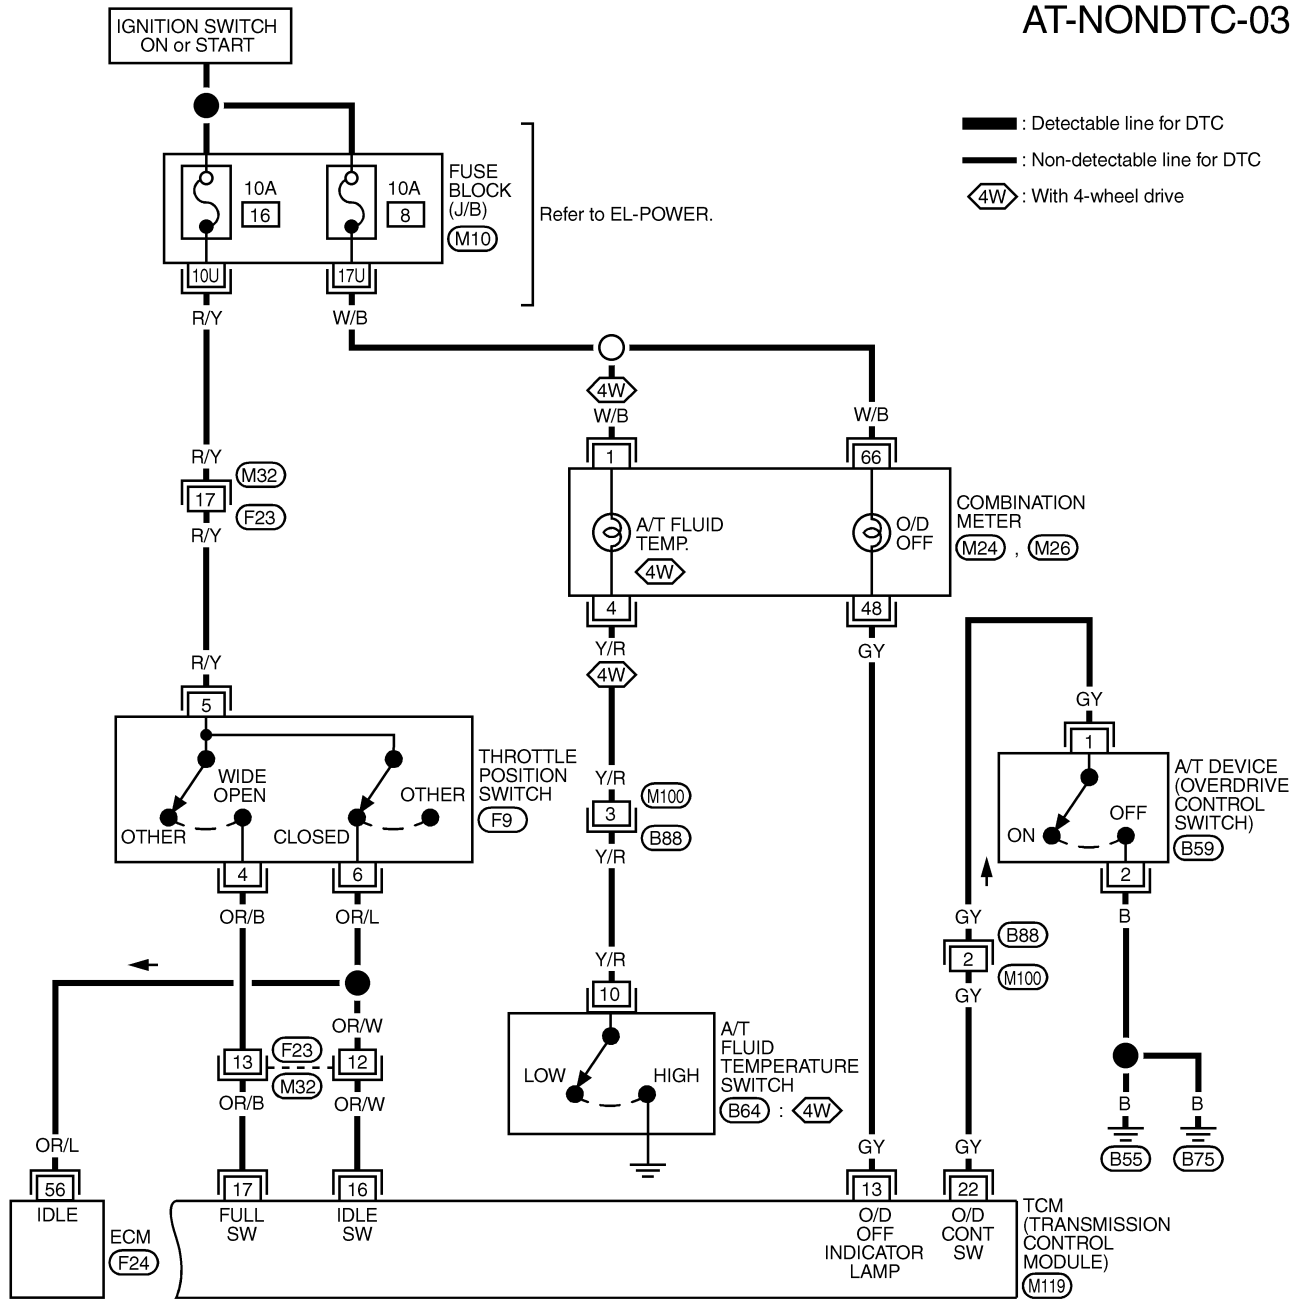 AT-NONDTC-03
IGNITION SWITCH
ON or START
: Detectable line for DTC
: Non-detectable line for DTC
4W : With 4-wheel drive
10A
16
10A
8
FUSE
BLOCK
(J/B)
M10
Refer to EL-POWER.
10U
17U
R/Y
W/B
4W
W/B
W/B
R/Y
M32
17
F23
R/Y
1
66
A/T FLUID
TEMP.
4W
O/D
OFF
COMBINATION
METER
M24 , M26
4
48
Y/R
GY
4W
R/Y
5
GY
1
WIDE
OPEN
OTHER
OTHER
CLOSED
THROTTLE
POSITION
SWITCH
F9
Y/R
M100
3
B88
Y/R
A/T DEVICE
(OVERDRIVE
CONTROL
SWITCH)
B59
OFF
ON
4
6
2
OR/B
OR/L
GY
B
B88
2
M100
GY
Y/R
10
OR/W
F23
13
12
M32
OR/B
OR/W
LOW
HIGH
A/T
FLUID
TEMPERATURE
SWITCH
B64 : 4W
B
B
B55
B75
OR/L
GY
GY
56
17
16
13
22
IDLE
ECM
F24
FULL
SW
IDLE
SW
O/D
OFF
INDICATOR
LAMP
O/D
CONT
SW
TCM
(TRANSMISSION
CONTROL
MODULE)
M119